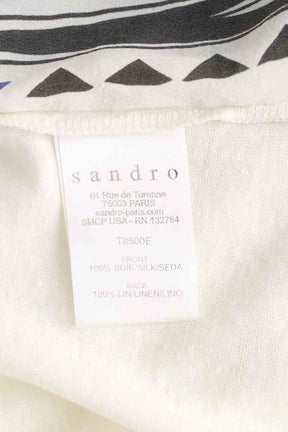 sandro
61 Rue de Turenne
75003 PARIS
sandro-paris.com
SMCP USA - RN 132784
T8500E
FRONT
100% SOIE/SILK/SEDA
BACK
100% LIN/LINEN/LINO